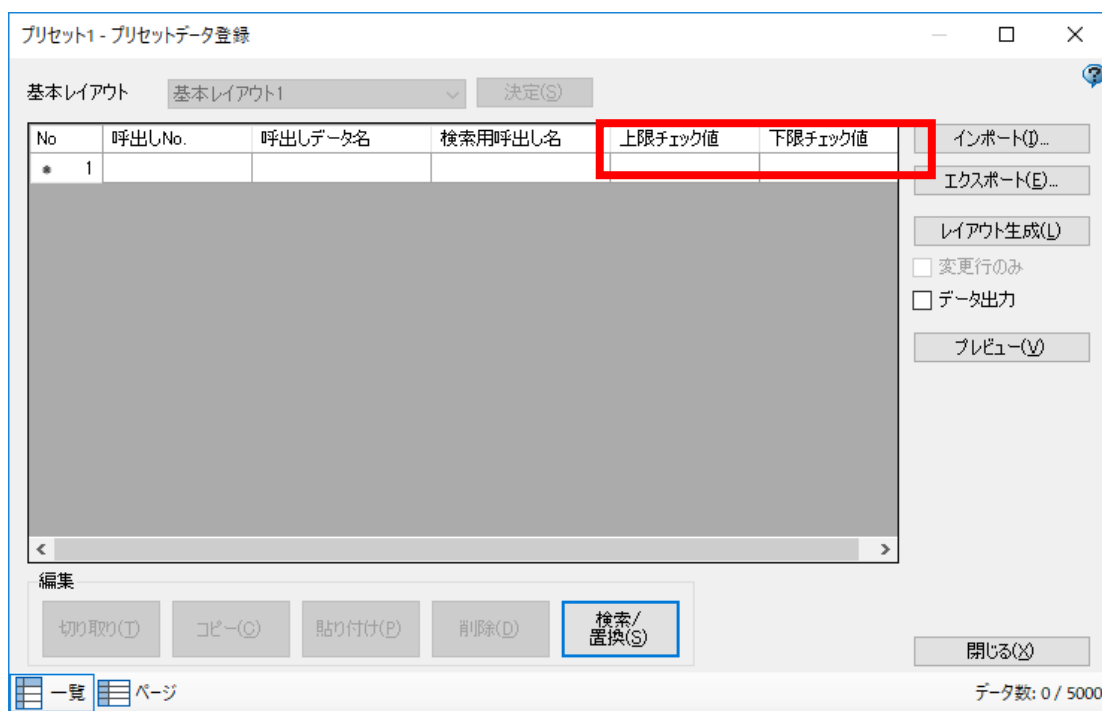 プリセット1 - プリセットデータ登録
基本レイアウト 基本レイアウト1 決定(S)
No 呼出しNo. 呼出しデータ名 検索用呼出し名 上限チェック値 下限チェック値
* 1
インポート(I)...
エクスポート(E)...
レイアウト生成(L)
変更行のみ
データ出力
プレビュー(V)
編集
切り取り(T) コピー(C) 貼り付け(P) 削除(D) 検索/
置換(S)
閉じる(X)
一覧 ページ データ数: 0 / 5000